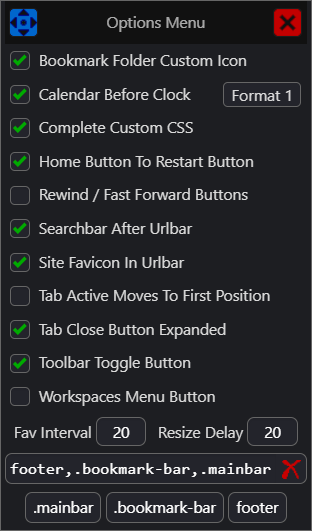 Options Menu
Bookmark Folder Custom Icon
Calendar Before Clock Format 1
Complete Custom CSS
Home Button To Restart Button
Rewind / Fast Forward Buttons
Searchbar After Urlbar
Site Favicon In Urlbar
Tab Active Moves To First Position
Tab Close Button Expanded
Toolbar Toggle Button
Workspaces Menu Button
Fav Interval 20 Resize Delay 20
footer,.bookmark-bar,.mainbar
.mainbar .bookmark-bar footer